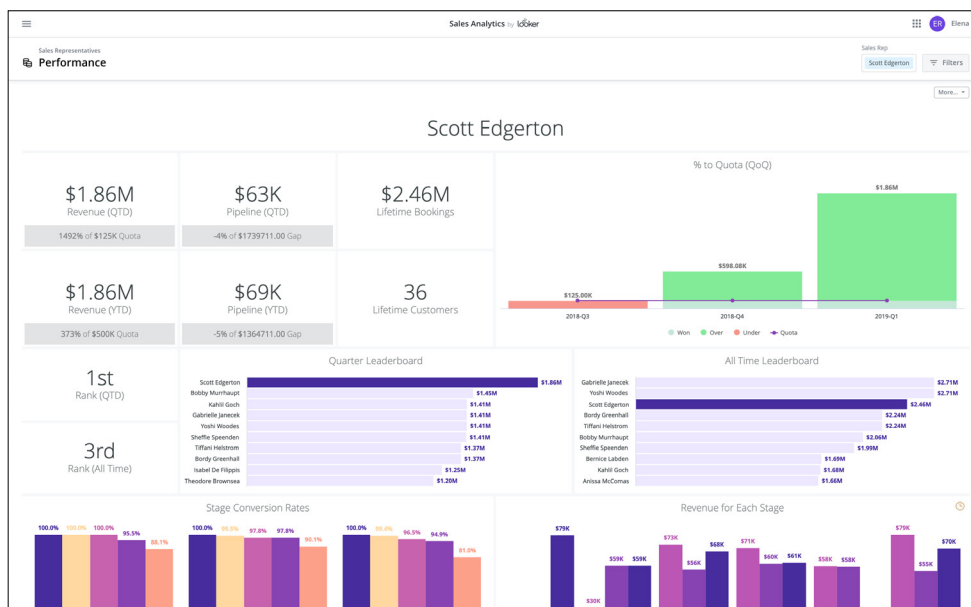 Sales Analytics by looker
ER Elena
Sales Representatives
Performance
Sales Rep
Scott Edgerton
Filters
More...
Scott Edgerton
$1.86M
Revenue (QTD)
1492% of $125K Quota
$63K
Pipeline (QTD)
-4% of $1739711.00 Gap
$2.46M
Lifetime Bookings
$1.86M
Revenue (YTD)
373% of $500K Quota
$69K
Pipeline (YTD)
-5% of $1364711.00 Gap
36
Lifetime Customers
% to Quota (QoQ)
$1.86M
$598.08K
$125.00K
2018-Q3 2018-Q4 2019-Q1
Won Over Under Quota
1st
Rank (QTD)
3rd
Rank (All Time)
Quarter Leaderboard
Scott Edgerton $1.86M
Bobby Murrhaupt $1.45M
Kahlil Goch $1.41M
Gabrielle Janecek $1.41M
Yoshi Woodes $1.41M
Sheffie Speenden $1.41M
Tiffani Helstrom $1.37M
Bordy Greenhall $1.37M
Isabel De Filippis $1.25M
Theodore Brownsea $1.20M
All Time Leaderboard
Gabrielle Janecek $2.71M
Yoshi Woodes $2.71M
Scott Edgerton $2.46M
Bordy Greenhall $2.24M
Tiffani Helstrom $2.24M
Bobby Murrhaupt $2.06M
Sheffie Speenden $1.99M
Bernice Labden $1.69M
Kahlil Goch $1.68M
Anissa McComas $1.66M
Stage Conversion Rates
100.0% 100.0% 100.0% 95.5% 88.1%
100.0% 97.8% 97.8% 90.1%
100.0% 96.5% 94.9% 81.0%
Revenue for Each Stage
$79K $30K $59K $59K $73K $56K $68K $71K $60K $61K $58K $58K $79K $55K $70K